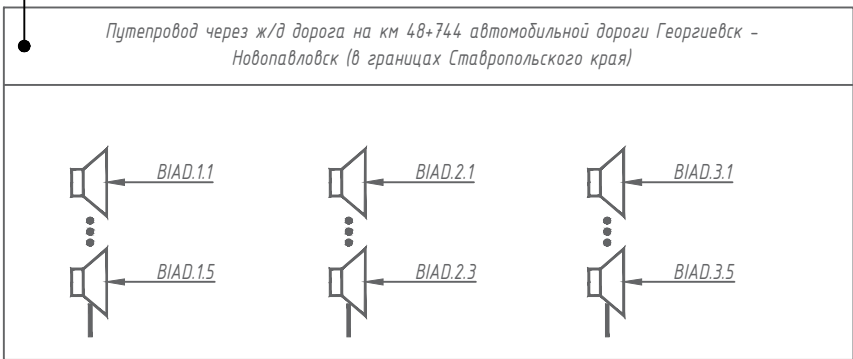 Путепровод через ж/д дорога на км 48+744 автомобильной дороги Георгиевск -
Новопавловск (в границах Ставропольского края)
BIAD.1.1 BIAD.2.1 BIAD.3.1
BIAD.1.5 BIAD.2.3 BIAD.3.5